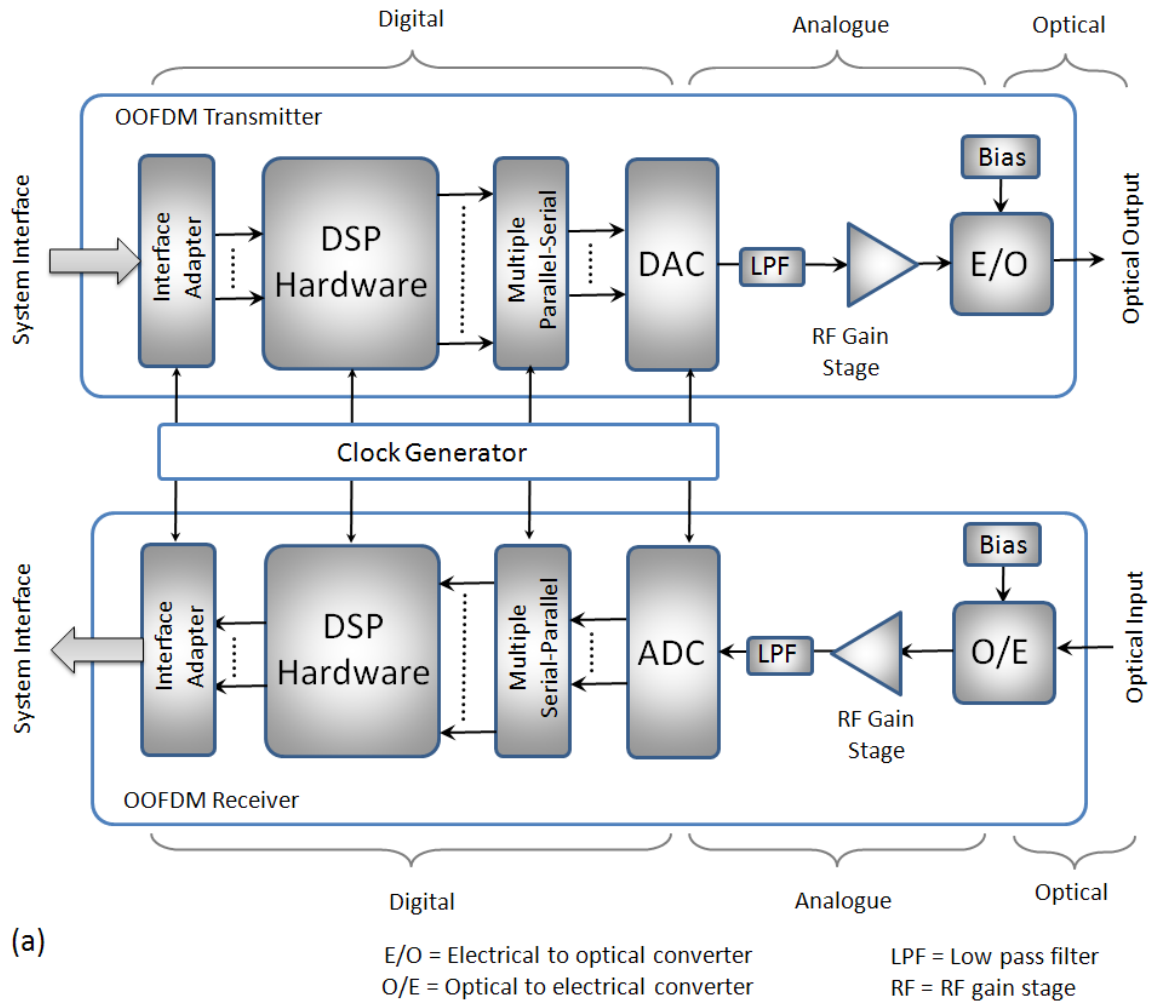 Digital
Analogue
Optical
OOFDM Transmitter
System Interface
Interface
Adapter
DSP
Hardware
Multiple
Parallel-Serial
DAC
LPF
RF Gain
Stage
Bias
E/O
Optical Output
Clock Generator
System Interface
Interface
Adapter
DSP
Hardware
Multiple
Serial-Parallel
ADC
LPF
RF Gain
Stage
Bias
O/E
Optical Input
OOFDM Receiver
Digital
Analogue
Optical
(a)
E/O = Electrical to optical converter
O/E = Optical to electrical converter
LPF = Low pass filter
RF = RF gain stage